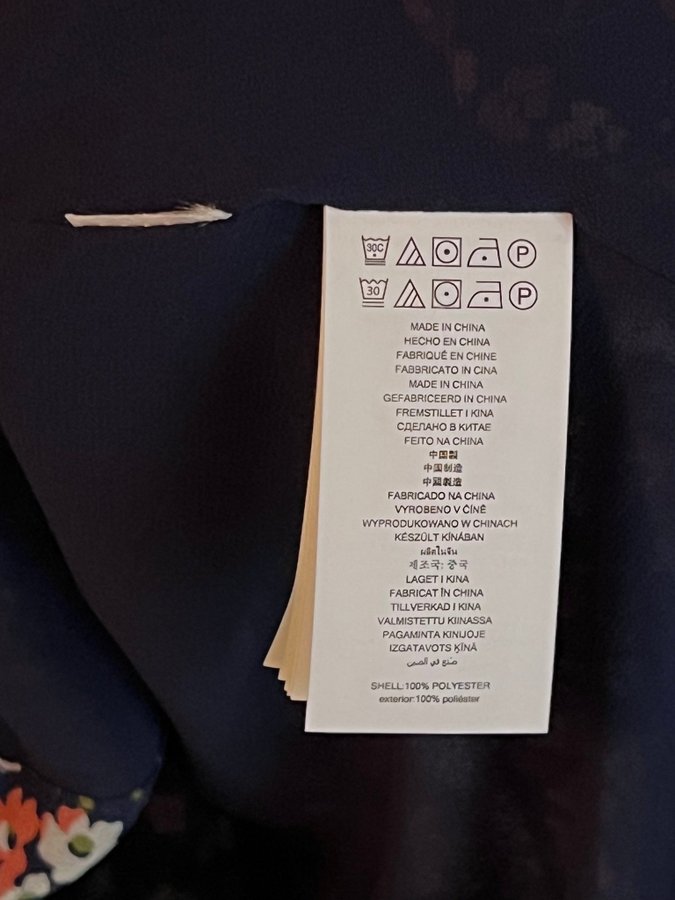 30C P
30 P
MADE IN CHINA
HECHO EN CHINA
FABRIQUÉ EN CHINE
FABBRICATO IN CINA
MADE IN CHINA
GEFABRICEERD IN CHINA
FREMSTILLET I KINA
СДЕЛАНО В КИТАЕ
FEITO NA CHINA
中国製
中国制造
中國製造
FABRICADO NA CHINA
VYROBENO V ČÍNĚ
WYPRODUKOWANO W CHINACH
KÉSZÜLT KÍNÁBAN
ผลิตในจีน
제조국: 중국
LAGET I KINA
FABRICAT ÎN CHINA
TILLVERKAD I KINA
VALMISTETTU KIINASSA
PAGAMINTA KINIJOJE
IZGATAVOTS ĶĪNĀ
صنع في الصين
SHELL:100% POLYESTER
exterior:100% poliéster